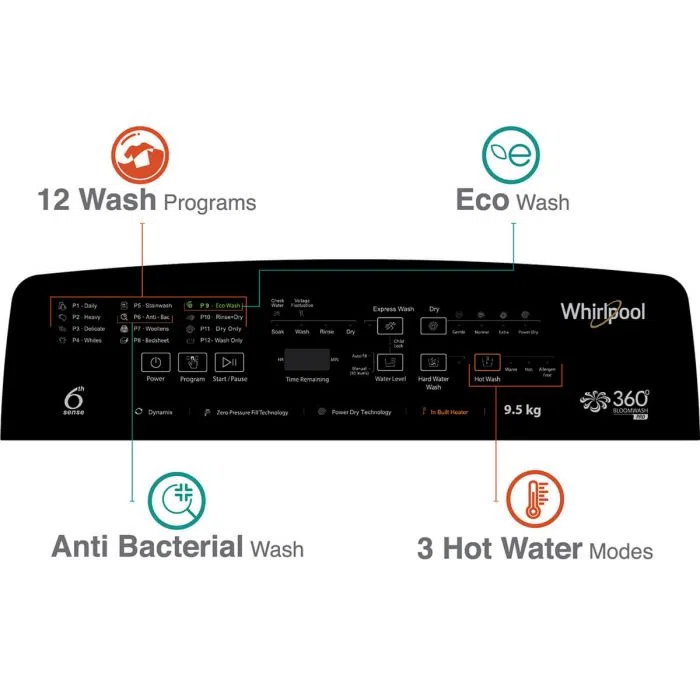 12 Wash Programs
Eco Wash
P1 - Daily
P2 - Heavy
P3 - Delicate
P4 - Whites
P5 - Stainwash
P6 - Anti - Bac
P7 - Woolens
P8 - Bedsheet
P 9 - Eco Wash
P10 - Rinse+Dry
P11 - Dry Only
P12 - Wash Only
Check Water
Voltage Fluctuation
Soak Wash Rinse Dry
Express Wash
Dry
Gentle Normal Extra Power Dry
Whirlpool
Child Lock
Power
Program
Start/Pause
HR
MIN
Time Remaining
Auto fill
Manual
Water Level
Hard Water Wash
Hot Wash
Warm Hot Allergen Free
6th sense
Dynamix
Zero Pressure Fill Technology
Power Dry Technology
In Built Heater
9.5 kg
360°
BLOOMWASH
PRO
Anti Bacterial Wash
3 Hot Water Modes